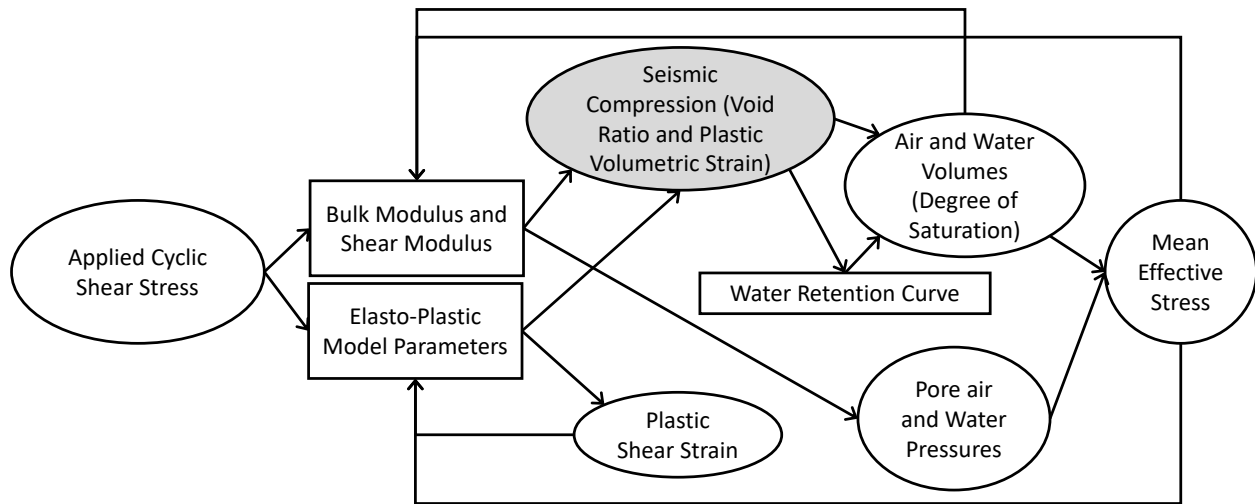 Applied Cyclic
Shear Stress
Bulk Modulus and
Shear Modulus
Elasto-Plastic
Model Parameters
Seismic
Compression (Void
Ratio and Plastic
Volumetric Strain)
Plastic
Shear Strain
Water Retention Curve
Air and Water
Volumes
(Degree of
Saturation)
Pore air
and Water
Pressures
Mean
Effective
Stress